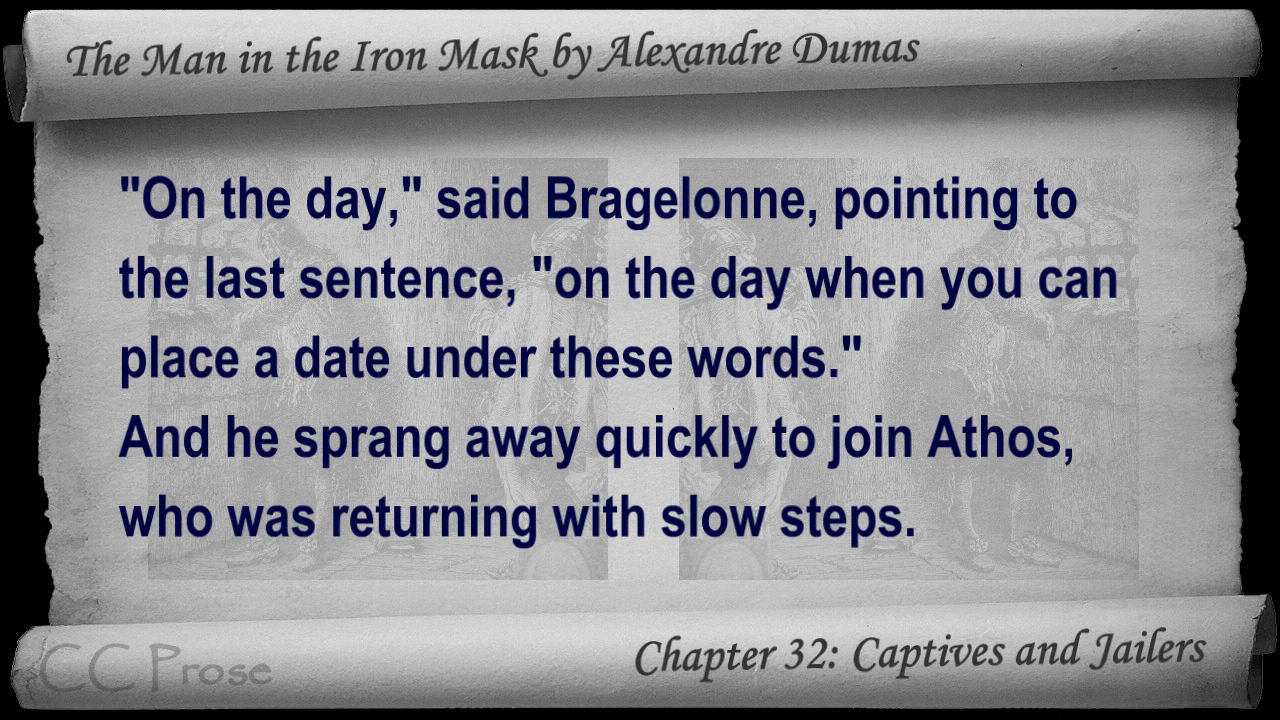 The Man in the Iron Mask by Alexandre Dumas
"On the day," said Bragelonne, pointing to
the last sentence, "on the day when you can
place a date under these words."
And he sprang away quickly to join Athos,
who was returning with slow steps.
CC Prose
Chapter 32: Captives and Jailers